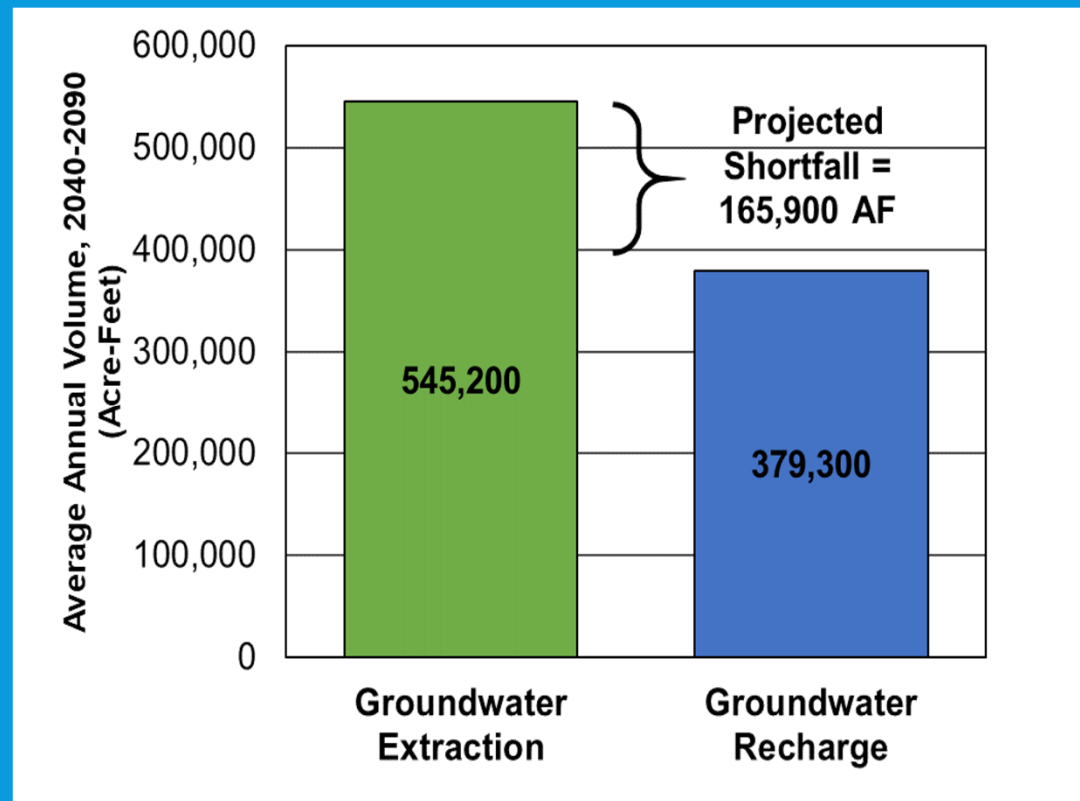 Average Annual Volume, 2040-2090
(Acre-Feet)
600,000
500,000
400,000
300,000
200,000
100,000
0
Projected
Shortfall =
165,900 AF
545,200
379,300
Groundwater
Extraction
Groundwater
Recharge